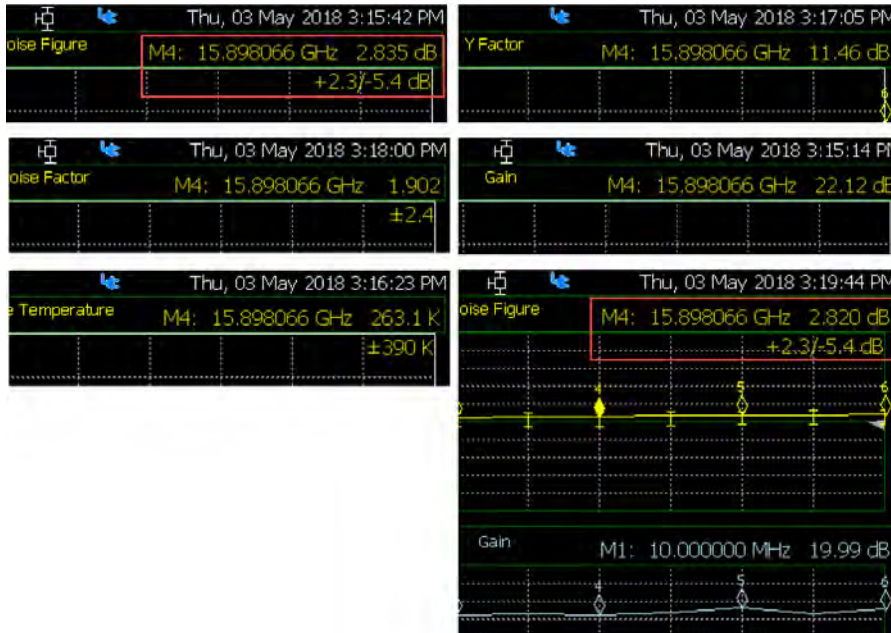 Thu, 03 May 2018 3:15:42 PM
oise Figure
M4: 15.898066 GHz 2.835 dB
+2.3/-5.4 dB
Thu, 03 May 2018 3:17:05 PM
Y Factor
M4: 15.898066 GHz 11.46 dB
6
Thu, 03 May 2018 3:18:00 PM
oise Factor
M4: 15.898066 GHz 1.902
±2.4
Thu, 03 May 2018 3:15:14 PM
Gain
M4: 15.898066 GHz 22.12 dB
Thu, 03 May 2018 3:16:23 PM
e Temperature
M4: 15.898066 GHz 263.1 K
±390 K
Thu, 03 May 2018 3:19:44 PM
oise Figure
M4: 15.898066 GHz 2.820 dB
+2.3/-5.4 dB
4 5 6
Gain
M1: 10.000000 MHz 19.99 dB
4 5 6